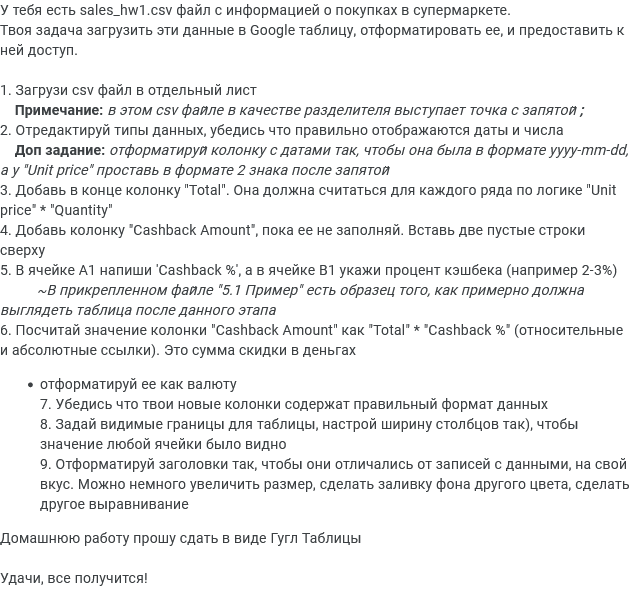 У тебя есть sales_hw1.csv файл с информацией о покупках в супермаркете.
Твоя задача загрузить эти данные в Google таблицу, отформатировать ее, и предоставить к
ней доступ.
1. Загрузи csv файл в отдельный лист
Примечание: в этом csv файле в качестве разделителя выступает точка с запятой ;
2. Отредактируй типы данных, убедись что правильно отображаются даты и числа
Доп задание: отформатируй колонку с датами так, чтобы она была в формате yyyy-mm-dd,
а у "Unit price" проставь в формате 2 знака после запятой
3. Добавь в конце колонку "Total". Она должна считаться для каждого ряда по логике "Unit
price" * "Quantity"
4. Добавь колонку "Cashback Amount", пока ее не заполняй. Вставь две пустые строки
сверху
5. В ячейке А1 напиши 'Cashback %', а в ячейке B1 укажи процент кэшбека (например 2-3%)
~В прикрепленном файле "5.1 Пример" есть образец того, как примерно должна
выглядеть таблица после данного этапа
6. Посчитай значение колонки "Cashback Amount" как "Total" * "Cashback %" (относительные
и абсолютные ссылки). Это сумма скидки в деньгах
• отформатируй ее как валюту
7. Убедись что твои новые колонки содержат правильный формат данных
8. Задай видимые границы для таблицы, настрой ширину столбцов так), чтобы
значение любой ячейки было видно
9. Отформатируй заголовки так, чтобы они отличались от записей с данными, на свой
вкус. Можно немного увеличить размер, сделать заливку фона другого цвета, сделать
другое выравнивание
Домашнюю работу прошу сдать в виде Гугл Таблицы
Удачи, все получится!